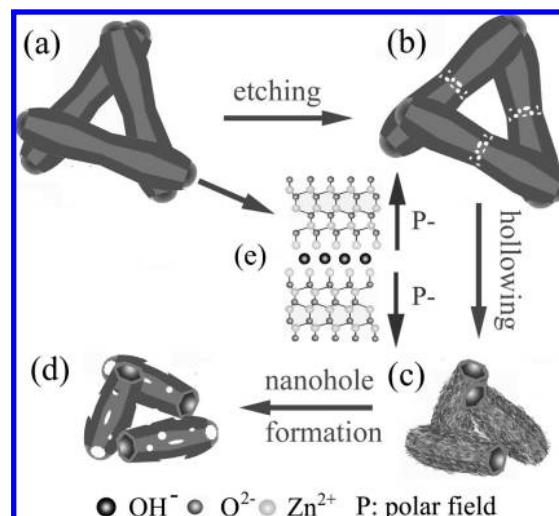 (a)
(b)
etching
(e)
P-
P-
hollowing
(d)
nanohole
formation
(c)
OH⁻ O²⁻ Zn²⁺ P: polar field